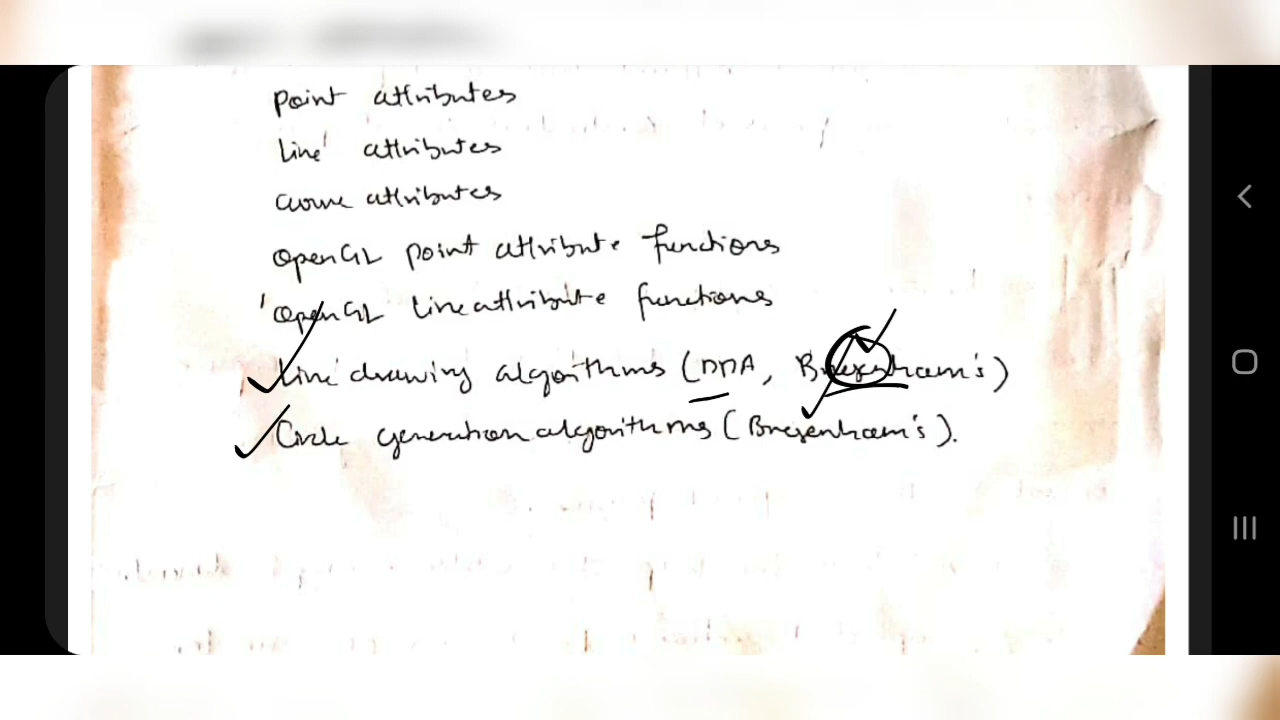 point attributes
line attributes
curve attributes
OpenGL point attribute functions
OpenGL line attribute functions
Line drawing algorithms (DDA, Bresenham's)
Circle generation algorithms (Bresenham's).